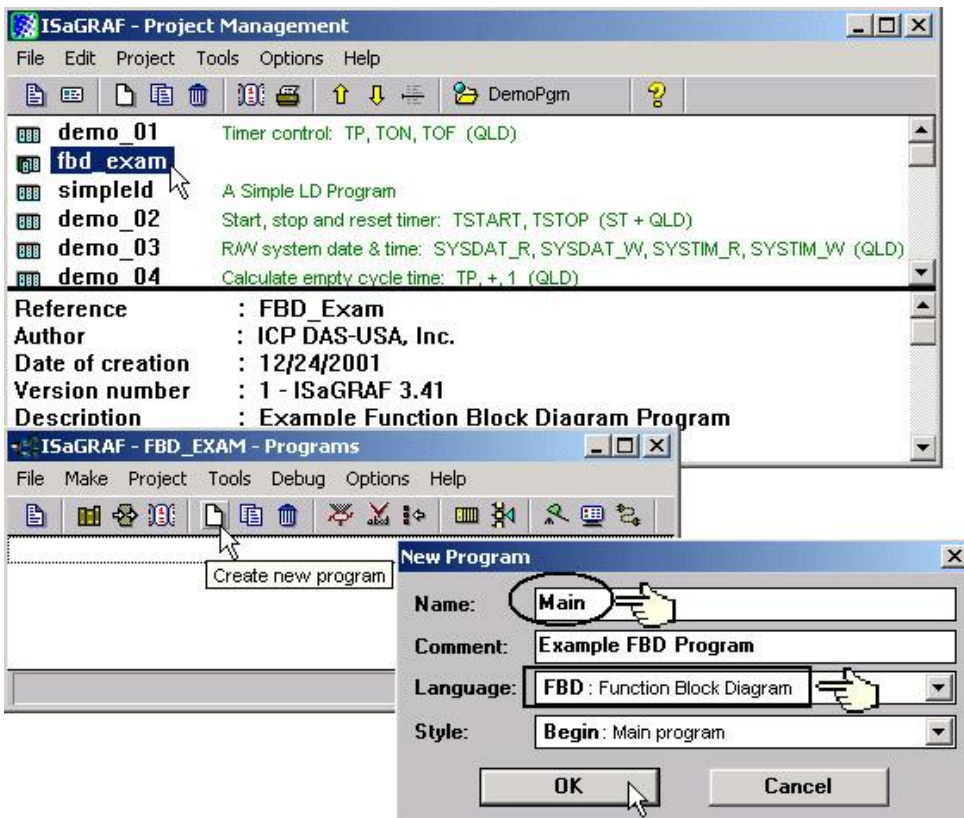 ISaGRAF - Project Management
File Edit Project Tools Options Help
DemoPgm
demo_01 Timer control: TP, TON, TOF (QLD)
fbd_exam
simpleld A Simple LD Program
demo_02 Start, stop and reset timer: TSTART, TSTOP (ST + QLD)
demo_03 R/W system date & time: SYSDAT_R, SYSDAT_W, SYSTIM_R, SYSTIM_W (QLD)
demo_04 Calculate empty cycle time: TP, +, 1 (QLD)
Reference : FBD_Exam
Author : ICP DAS-USA, Inc.
Date of creation : 12/24/2001
Version number : 1 - ISaGRAF 3.41
Description : Example Function Block Diagram Program
ISaGRAF - FBD_EXAM - Programs
File Make Project Tools Debug Options Help
Create new program
New Program
Name: Main
Comment: Example FBD Program
Language: FBD : Function Block Diagram
Style: Begin : Main program
OK Cancel